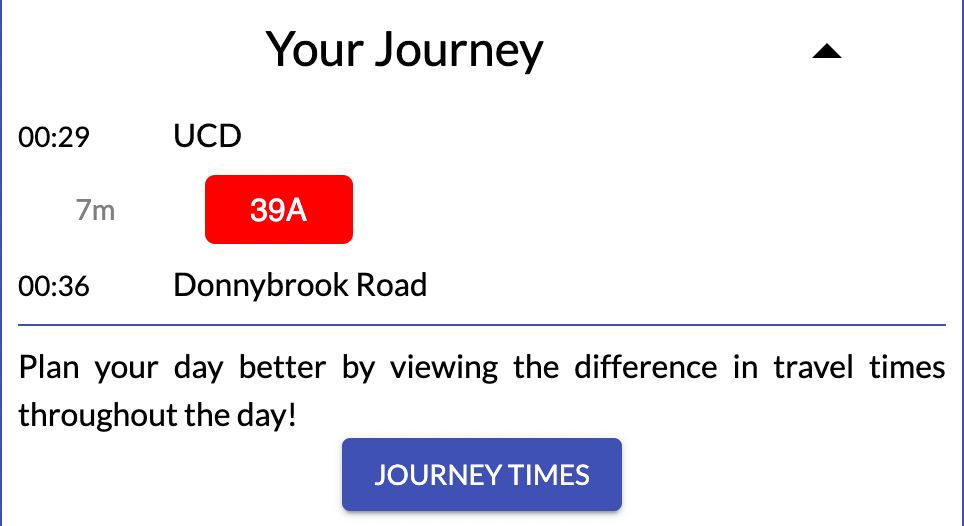 Your Journey
00:29 UCD
7m 39A
00:36 Donnybrook Road
Plan your day better by viewing the difference in travel times
throughout the day!
JOURNEY TIMES